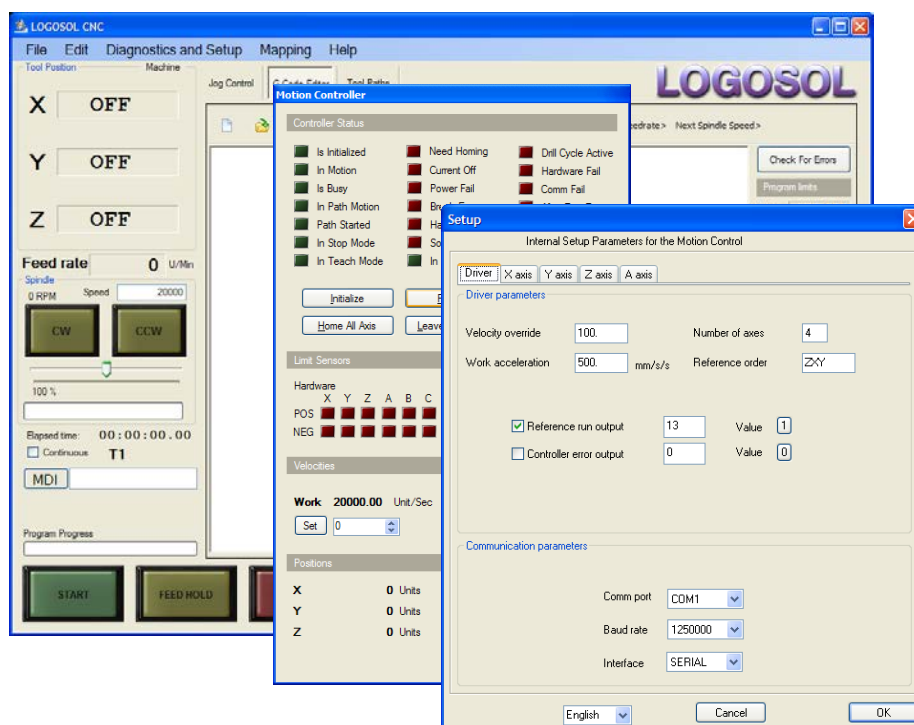 LOGOSOL CNC
File Edit Diagnostics and Setup Mapping Help
Tool Position Machine
X OFF
Y OFF
Z OFF
Feed rate 0 U/Min
Spindle
0 RPM Speed 20000
CW CCW
100 %
Elapsed time: 00:00:00.00
Continuous T1
MDI
Program Progress
START FEED HOLD
Jog Control G-Code Editor Tool Paths
LOGOSOL
Next Spindle Speed>
Check For Errors
Program limits
Motion Controller
Controller Status
Is Initialized Need Homing Drill Cycle Active
In Motion Current Off Hardware Fail
Is Busy Power Fail Comm Fail
In Path Motion
Path Started
In Stop Mode
In Teach Mode In
Initialize
Home All Axis Leave
Limit Sensors
Hardware
X Y Z A B C
POS
NEG
Velocities
Work 20000.00 Unit/Sec
Set 0
Positions
X 0 Units
Y 0 Units
Z 0 Units
Setup
Internal Setup Parameters for the Motion Control
Driver X axis Y axis Z axis A axis
Driver parameters
Velocity override 100. Number of axes 4
Work acceleration 500. mm/s/s Reference order ZXY
Reference run output 13 Value 1
Controller error output 0 Value 0
Communication parameters
Comm port COM1
Baud rate 1250000
Interface SERIAL
English Cancel OK